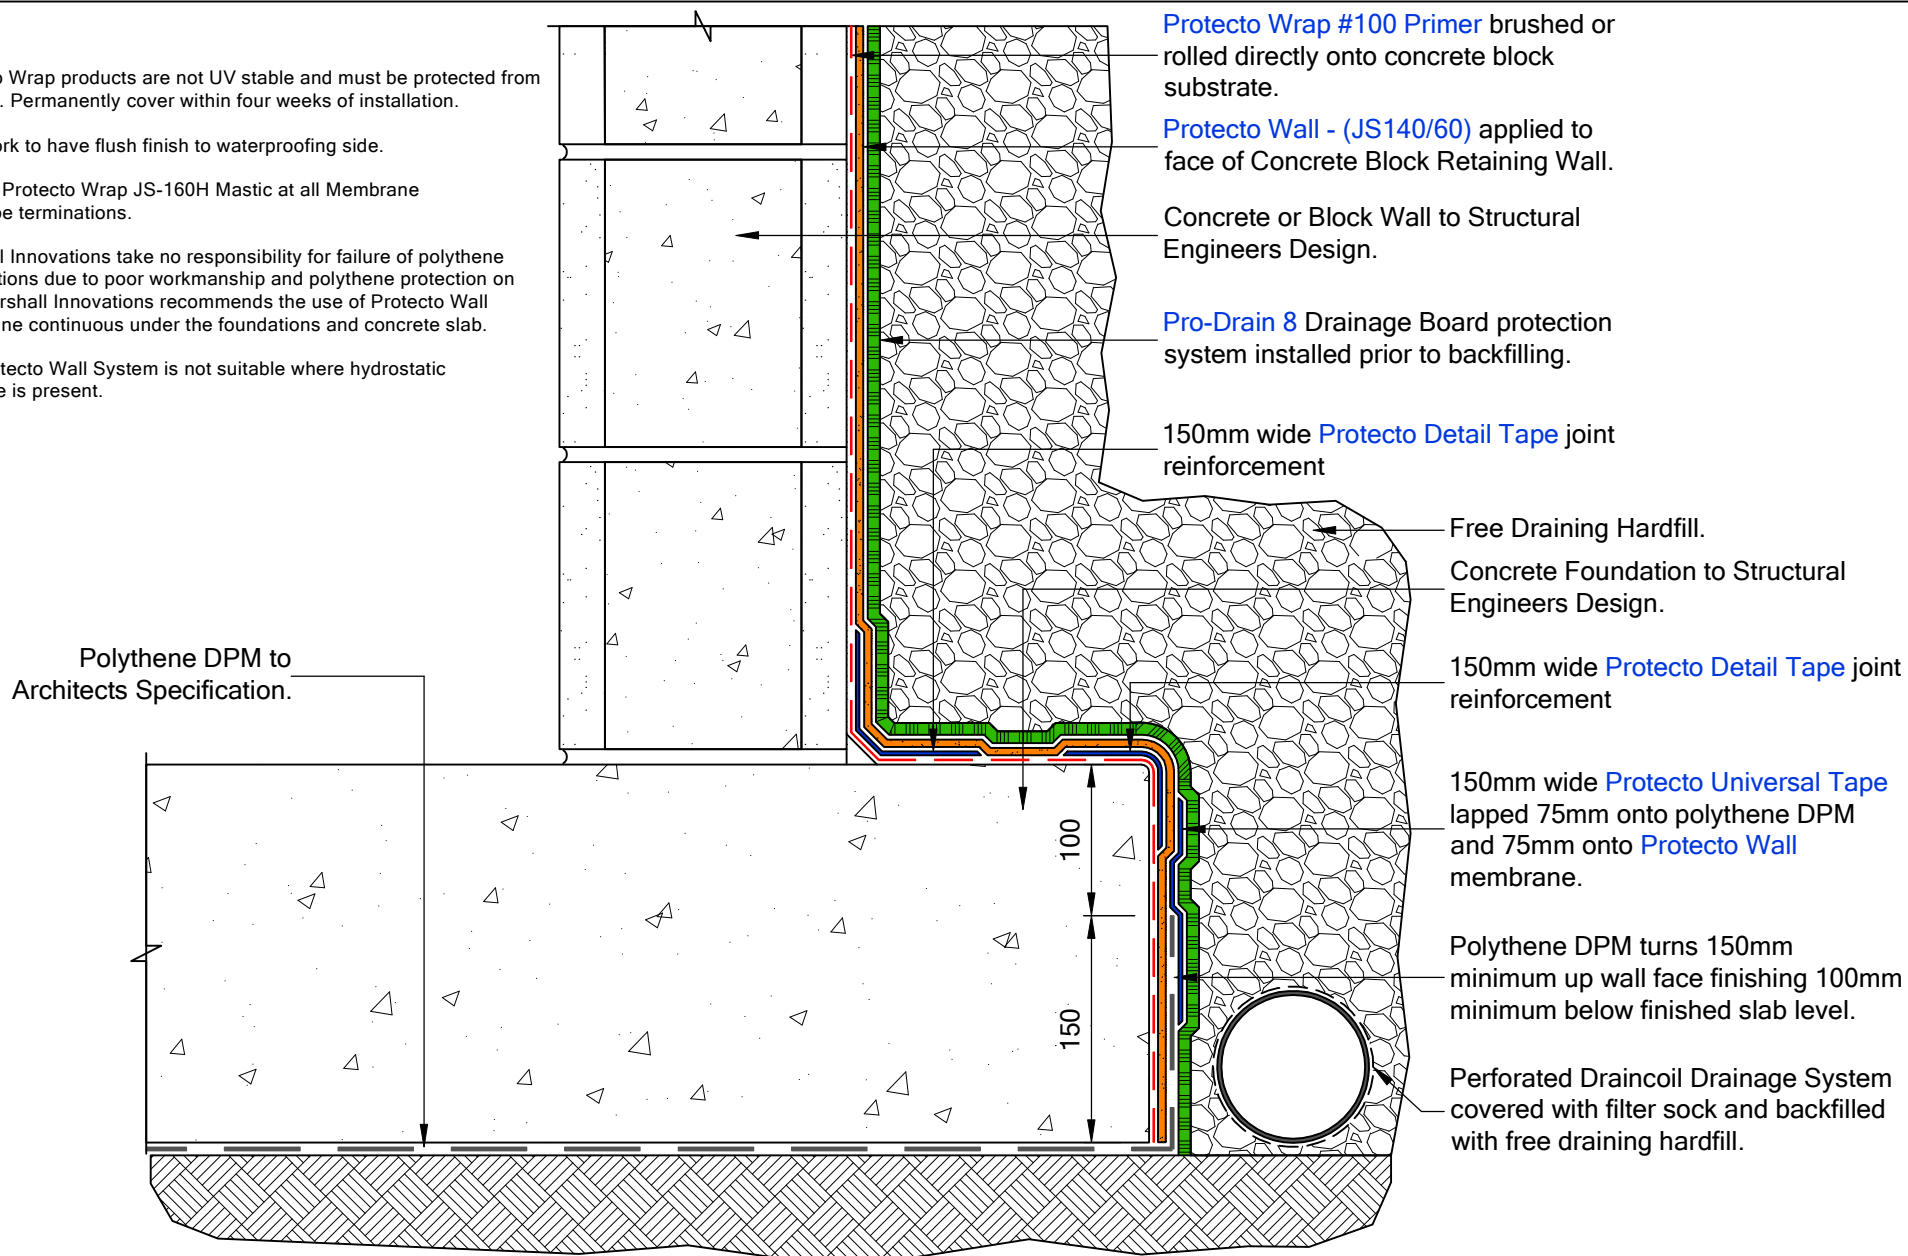 Wrap products are not UV stable and must be protected from
. Permanently cover within four weeks of installation.
to have flush finish to waterproofing side.
Protecto Wrap JS-160H Mastic at all Membrane
terminations.
Innovations take no responsibility for failure of polythene
due to poor workmanship and polythene protection on
Innovations recommends the use of Protecto Wall
continuous under the foundations and concrete slab.
Wall System is not suitable where hydrostatic
is present.
Polythene DPM to
Architects Specification.
Protecto Wrap #100 Primer brushed or
rolled directly onto concrete block
substrate.
Protecto Wall - (JS140/60) applied to
face of Concrete Block Retaining Wall.
Concrete or Block Wall to Structural
Engineers Design.
Pro-Drain 8 Drainage Board protection
system installed prior to backfilling.
150mm wide Protecto Detail Tape joint
reinforcement
Free Draining Hardfill.
Concrete Foundation to Structural
Engineers Design.
150mm wide Protecto Detail Tape joint
reinforcement
150mm wide Protecto Universal Tape
lapped 75mm onto polythene DPM
and 75mm onto Protecto Wall
membrane.
Polythene DPM turns 150mm
minimum up wall face finishing 100mm
minimum below finished slab level.
Perforated Draincoil Drainage System
covered with filter sock and backfilled
with free draining hardfill.
100
150